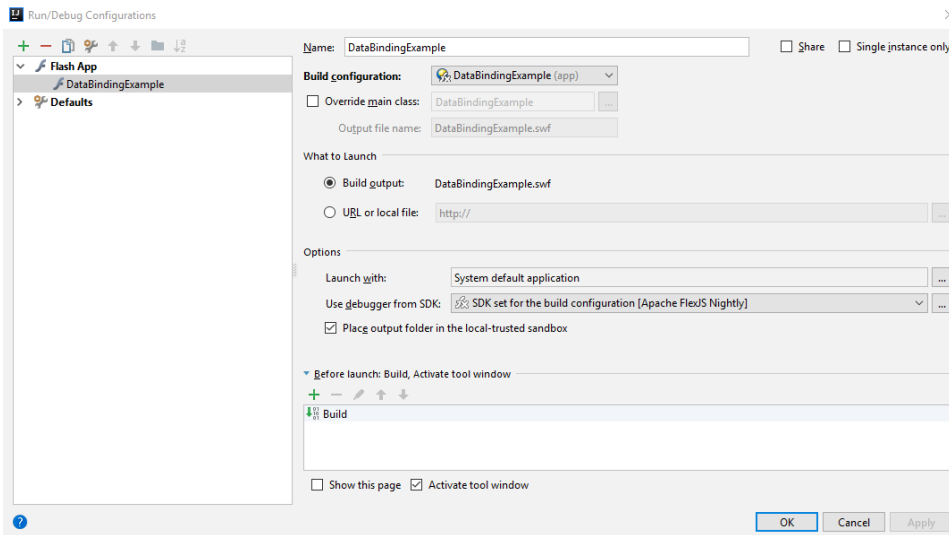 Run/Debug Configurations
Name: DataBindingExample Share Single instance only
Flash App
DataBindingExample
Defaults
Build configuration: DataBindingExample (app)
Override main class: DataBindingExample ...
Output file name: DataBindingExample.swf
What to Launch
Build output: DataBindingExample.swf
URL or local file: http:// ...
Options
Launch with: System default application ...
Use debugger from SDK: SDK set for the build configuration [Apache FlexJS Nightly] ...
Place output folder in the local-trusted sandbox
Before launch: Build, Activate tool window
Build
Show this page Activate tool window
? OK Cancel Apply